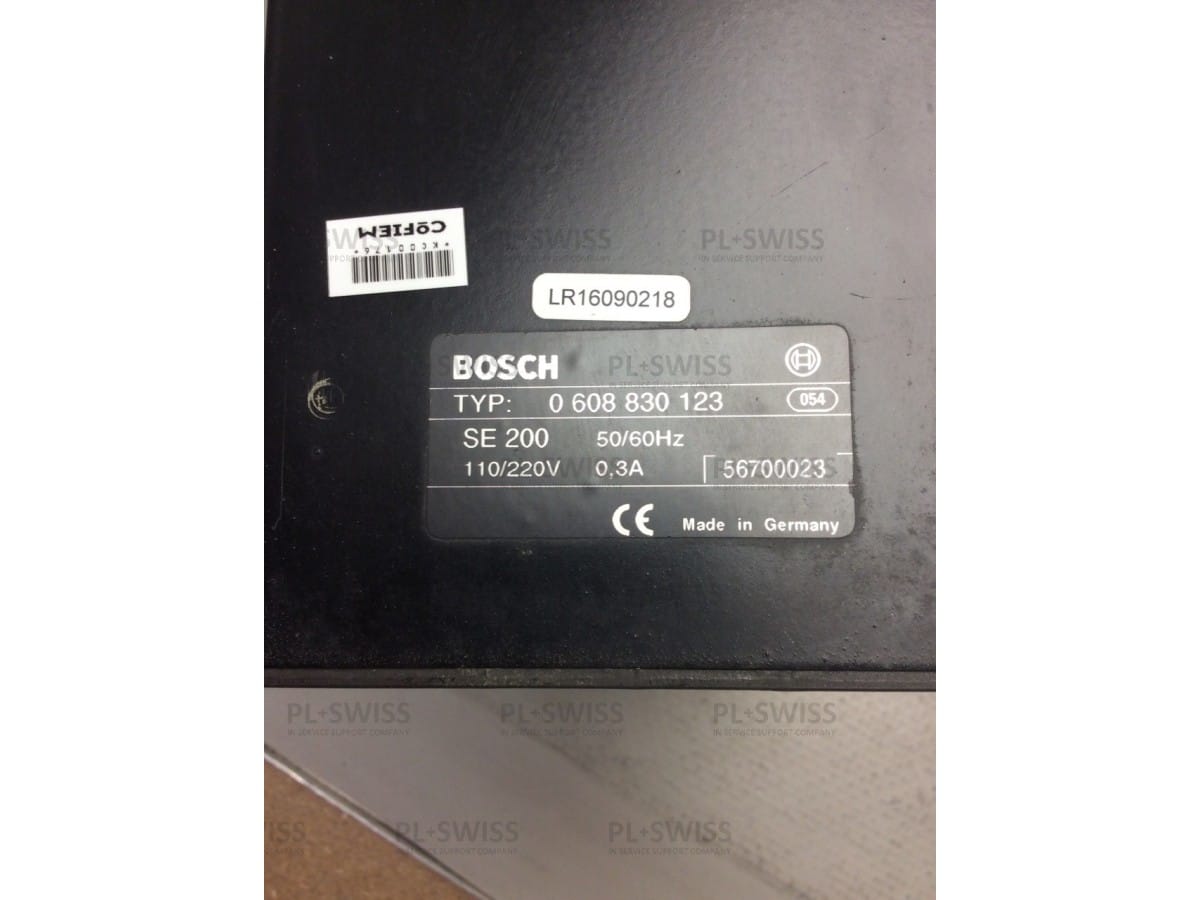 COFIEM
*KC00176*
LR16090218
BOSCH
TYP: 0 608 830 123 054
SE 200 50/60Hz
110/220V 0,3A 56700023
CE Made in Germany
PL+SWISS
IN SERVICE SUPPORT COMPANY